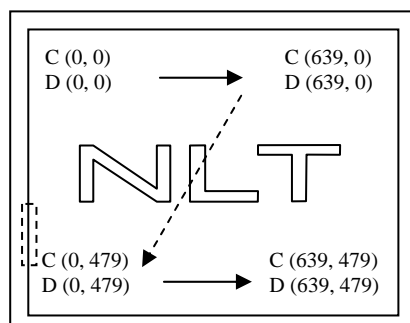 C (0, 0)
D (0, 0)
C (639, 0)
D (639, 0)
NLT
C (0, 479)
D (0, 479)
C (639, 479)
D (639, 479)